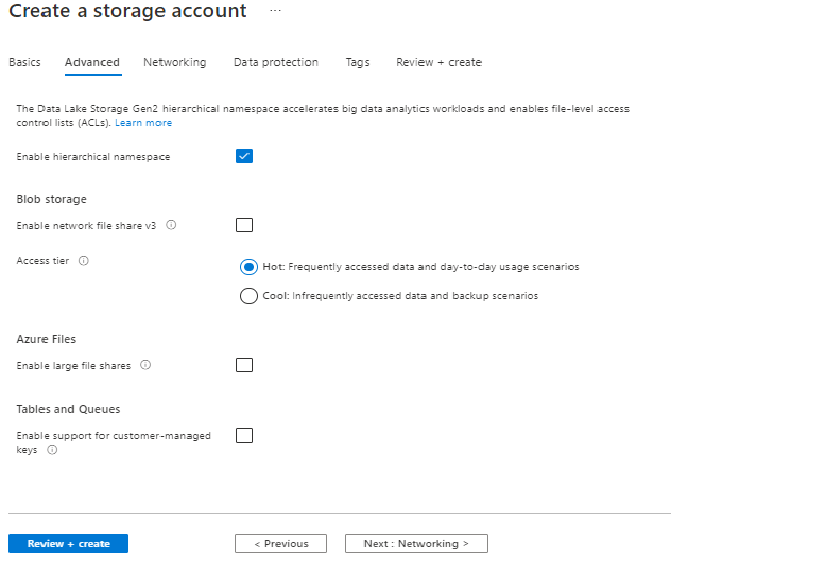 Create a storage account ...
Basics Advanced Networking Data protection Tags Review + create
The Data Lake Storage Gen2 hierarchical namespace accelerates big data analytics workloads and enables file-level access
control lists (ACLs). Learn more
Enable hierarchical namespace
Blob storage
Enable network file share v3
Access tier
Hot: Frequently accessed data and day-to-day usage scenarios
Cool: Infrequently accessed data and backup scenarios
Azure Files
Enable large file shares
Tables and Queues
Enable support for customer-managed
keys
Review + create < Previous Next : Networking >